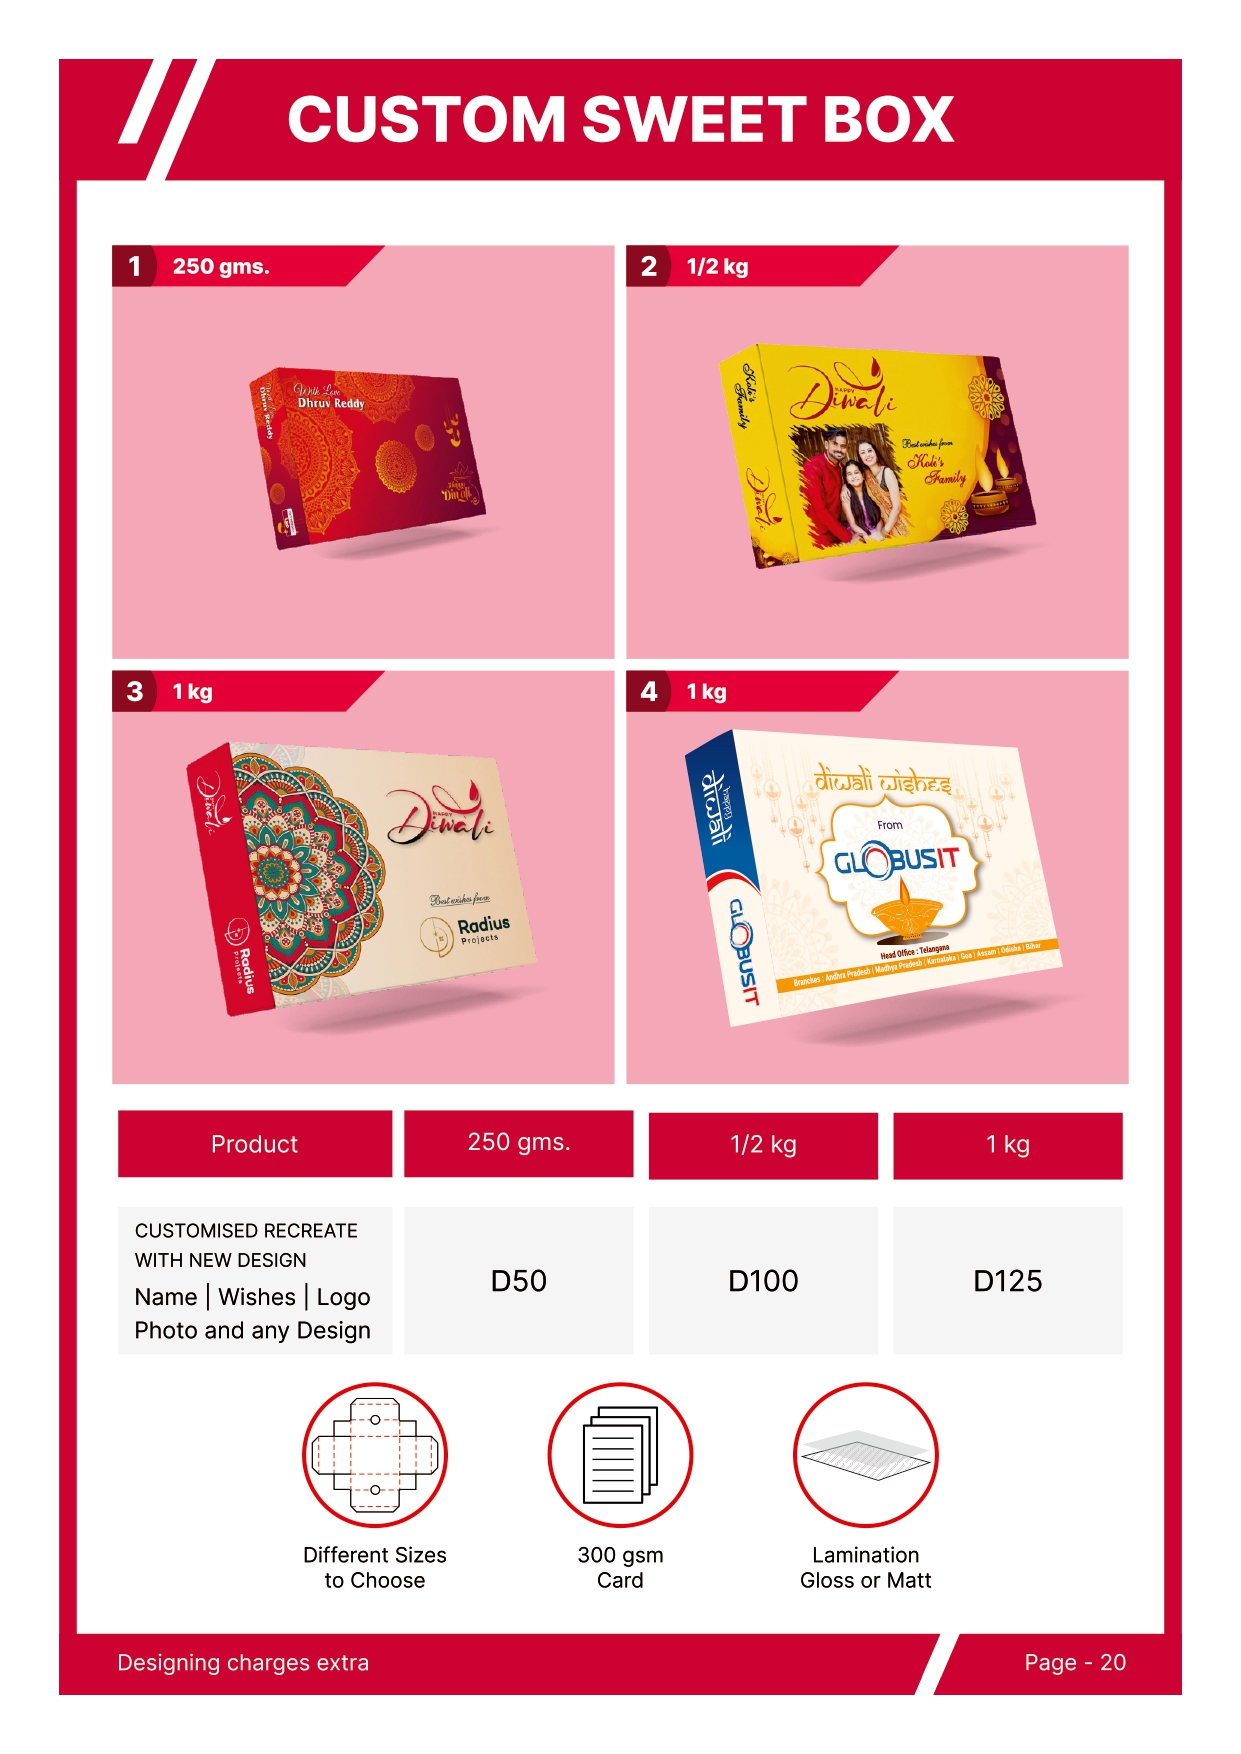 CUSTOM SWEET BOX
1 250 gms.
With Love
Dhruv Reddy
Dhruv Reddy
Happy
Diwali
2 1/2 kg
Koli's
Family
Diwali
HAPPY
Diwali
Best wishes from
Koli's
Family
3 1 kg
Diwali
Radius
Projects
HAPPY
Diwali
Best wishes from
Radius
Projects
4 1 kg
happy
diwali
GLOBUSIT
diwali wishes
From
GLOBUSIT
Head Office : Telangana
Branches : Andhra Pradesh | Madhya Pradesh | Karnataka | Goa | Assam | Odisha | Bihar
Product 250 gms. 1/2 kg 1 kg
CUSTOMISED RECREATE
WITH NEW DESIGN
Name | Wishes | Logo
Photo and any Design
D50 D100 D125
Different Sizes
to Choose
300 gsm
Card
Lamination
Gloss or Matt
Designing charges extra
Page - 20